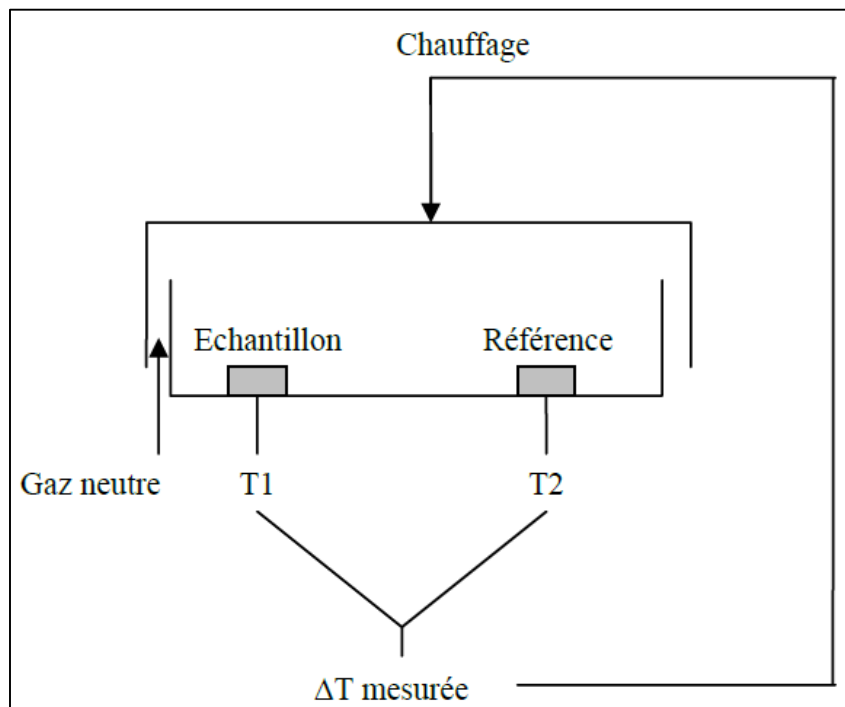 Chauffage
Echantillon
Référence
Gaz neutre
T1
T2
ΔT mesurée